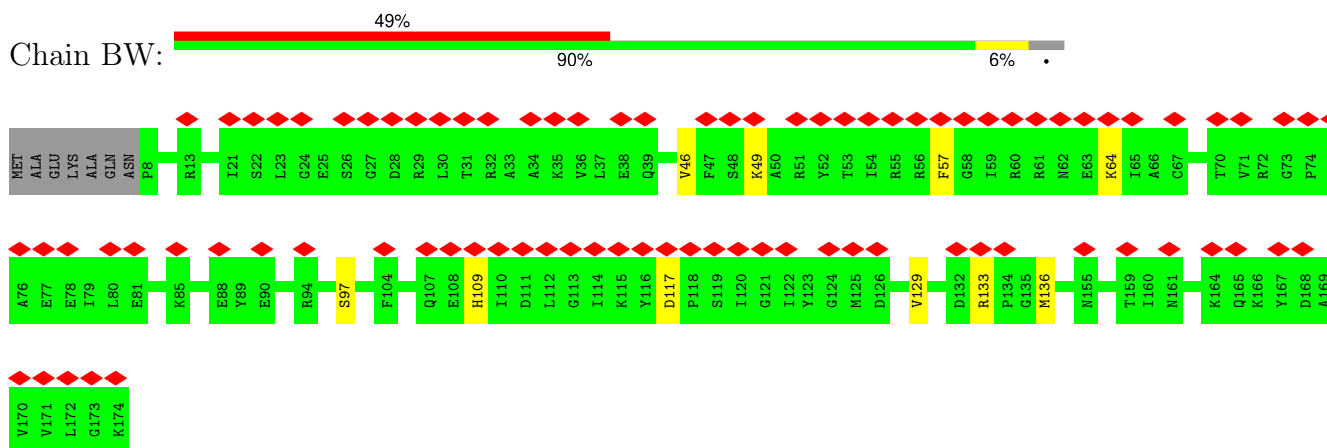 49%
Chain BW:
90% 6% •
MET ALA GLU LYS ALA GLN ASN P8 R13 I21 S22 L23 G24 E25 S26 G27 D28 R29 L30 T31 R32 A33 A34 K35 V36 L37 E38 Q39 V46 F47 S48 K49 A50 R51 Y52 T53 I54 R55 R56 F57 G58 I59 R60 R61 N62 E63 K64 I65 A66 C67 T70 V71 R72 G73 P74
A76 E77 E78 I79 L80 E81 K85 E88 Y89 E90 R94 S97 F104 Q107 E108 H109 I110 D111 L112 G113 I114 K115 Y116 D117 P118 S119 I120 G121 I122 Y123 G124 M125 D126 V129 D132 R133 P134 G135 M136 N155 T159 I160 N161 K164 Q165 K166 Y167 D168 A169
V170 V171 L172 G173 K174